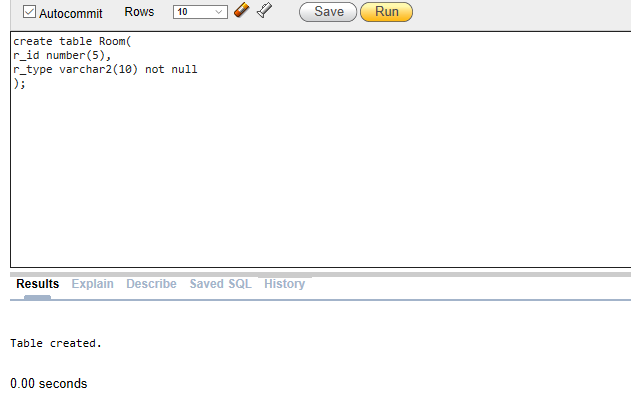 Autocommit Rows 10 Save Run
create table Room(
r_id number(5),
r_type varchar2(10) not null
);
Results Explain Describe Saved SQL History
Table created.
0.00 seconds